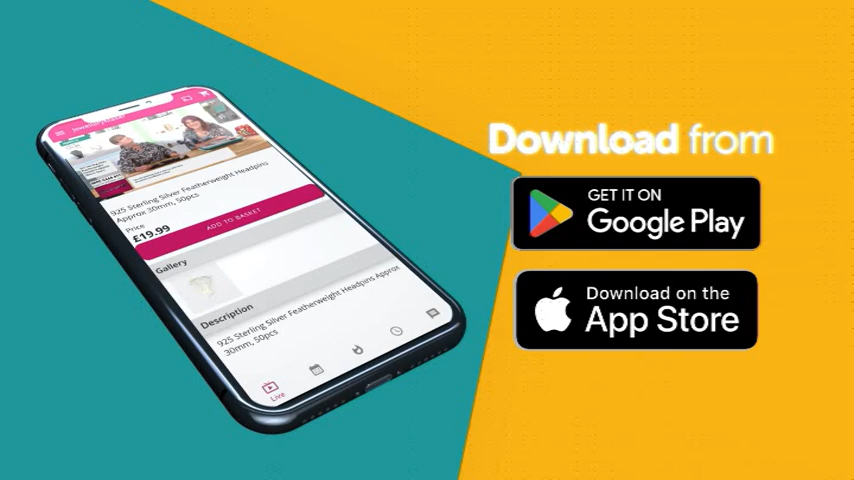 925 Sterling Silver Featherweight Headpins
Approx 30mm, 50pcs
Price
£19.99
ADD TO BASKET
Gallery
Description
925 Sterling Silver Featherweight Headpins Approx
30mm, 50pcs
Live
Download from
GET IT ON
Google Play
Download on the
App Store